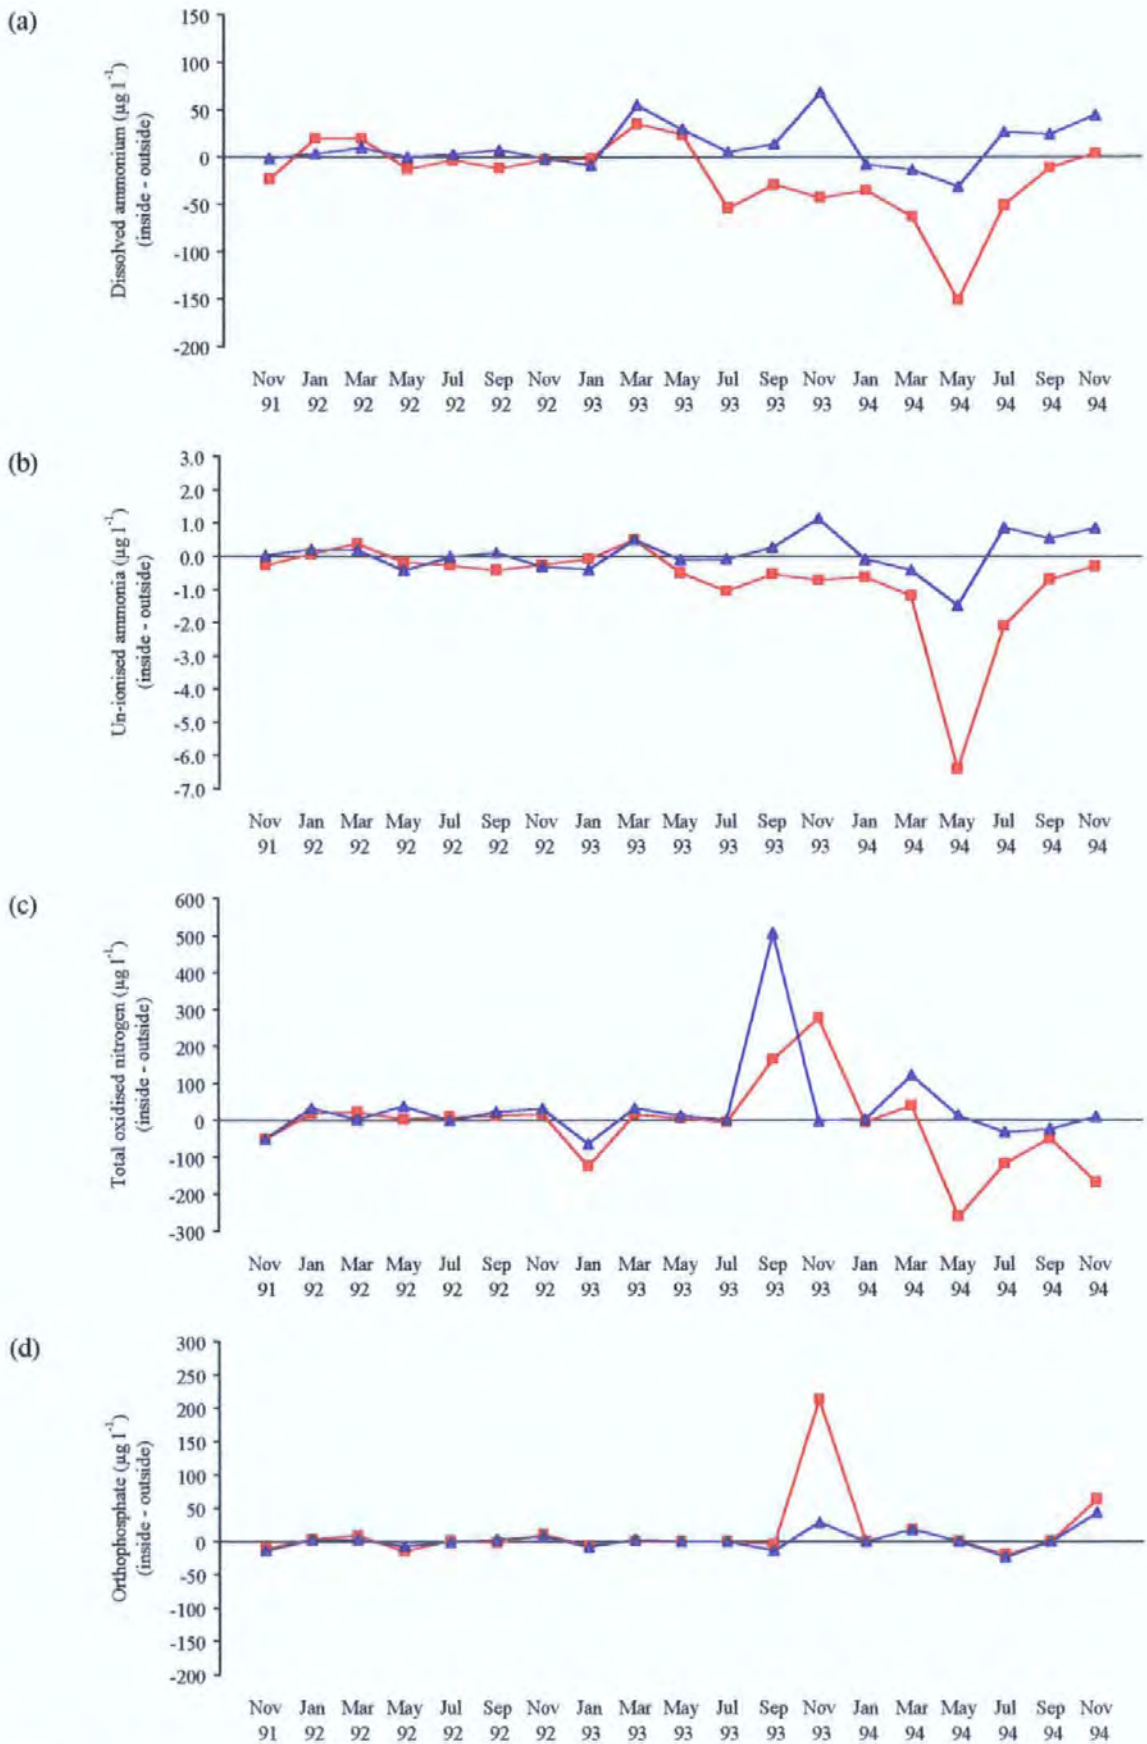 (a)
Dissolved ammonium (µg l⁻¹)
(inside - outside)
150
100
50
0
-50
-100
-150
-200
Nov Jan Mar May Jul Sep Nov Jan Mar May Jul Sep Nov Jan Mar May Jul Sep Nov
91 92 92 92 92 92 92 93 93 93 93 93 93 94 94 94 94 94 94
(b)
Un-ionised ammonia (µg l⁻¹)
(inside - outside)
3.0
2.0
1.0
0.0
-1.0
-2.0
-3.0
-4.0
-5.0
-6.0
-7.0
Nov Jan Mar May Jul Sep Nov Jan Mar May Jul Sep Nov Jan Mar May Jul Sep Nov
91 92 92 92 92 92 92 93 93 93 93 93 93 94 94 94 94 94 94
(c)
Total oxidised nitrogen (µg l⁻¹)
(inside - outside)
600
500
400
300
200
100
0
-100
-200
-300
Nov Jan Mar May Jul Sep Nov Jan Mar May Jul Sep Nov Jan Mar May Jul Sep Nov
91 92 92 92 92 92 92 93 93 93 93 93 93 94 94 94 94 94 94
(d)
Orthophosphate (µg l⁻¹)
(inside - outside)
300
250
200
150
100
50
0
-50
-100
-150
-200
Nov Jan Mar May Jul Sep Nov Jan Mar May Jul Sep Nov Jan Mar May Jul Sep Nov
91 92 92 92 92 92 92 93 93 93 93 93 93 94 94 94 94 94 94